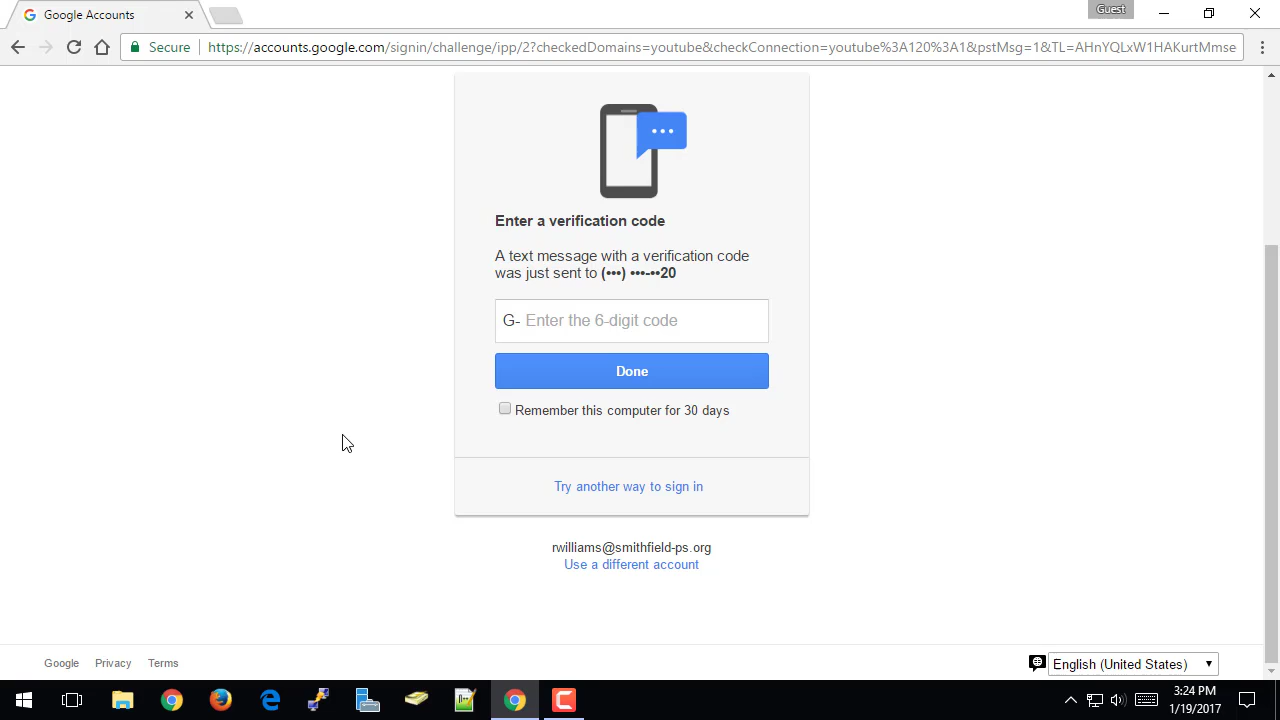 Google Accounts
Guest
Secure
https://accounts.google.com/signin/challenge/ipp/2?checkedDomains=youtube&checkConnection=youtube%3A120%3A1&pstMsg=1&TL=AHnYQLxW1HAKurtMmse
Enter a verification code
A text message with a verification code
was just sent to (•••) •••-••20
G- Enter the 6-digit code
Done
Remember this computer for 30 days
Try another way to sign in
rwilliams@smithfield-ps.org
Use a different account
Google Privacy Terms
English (United States)
3:24 PM
1/19/2017